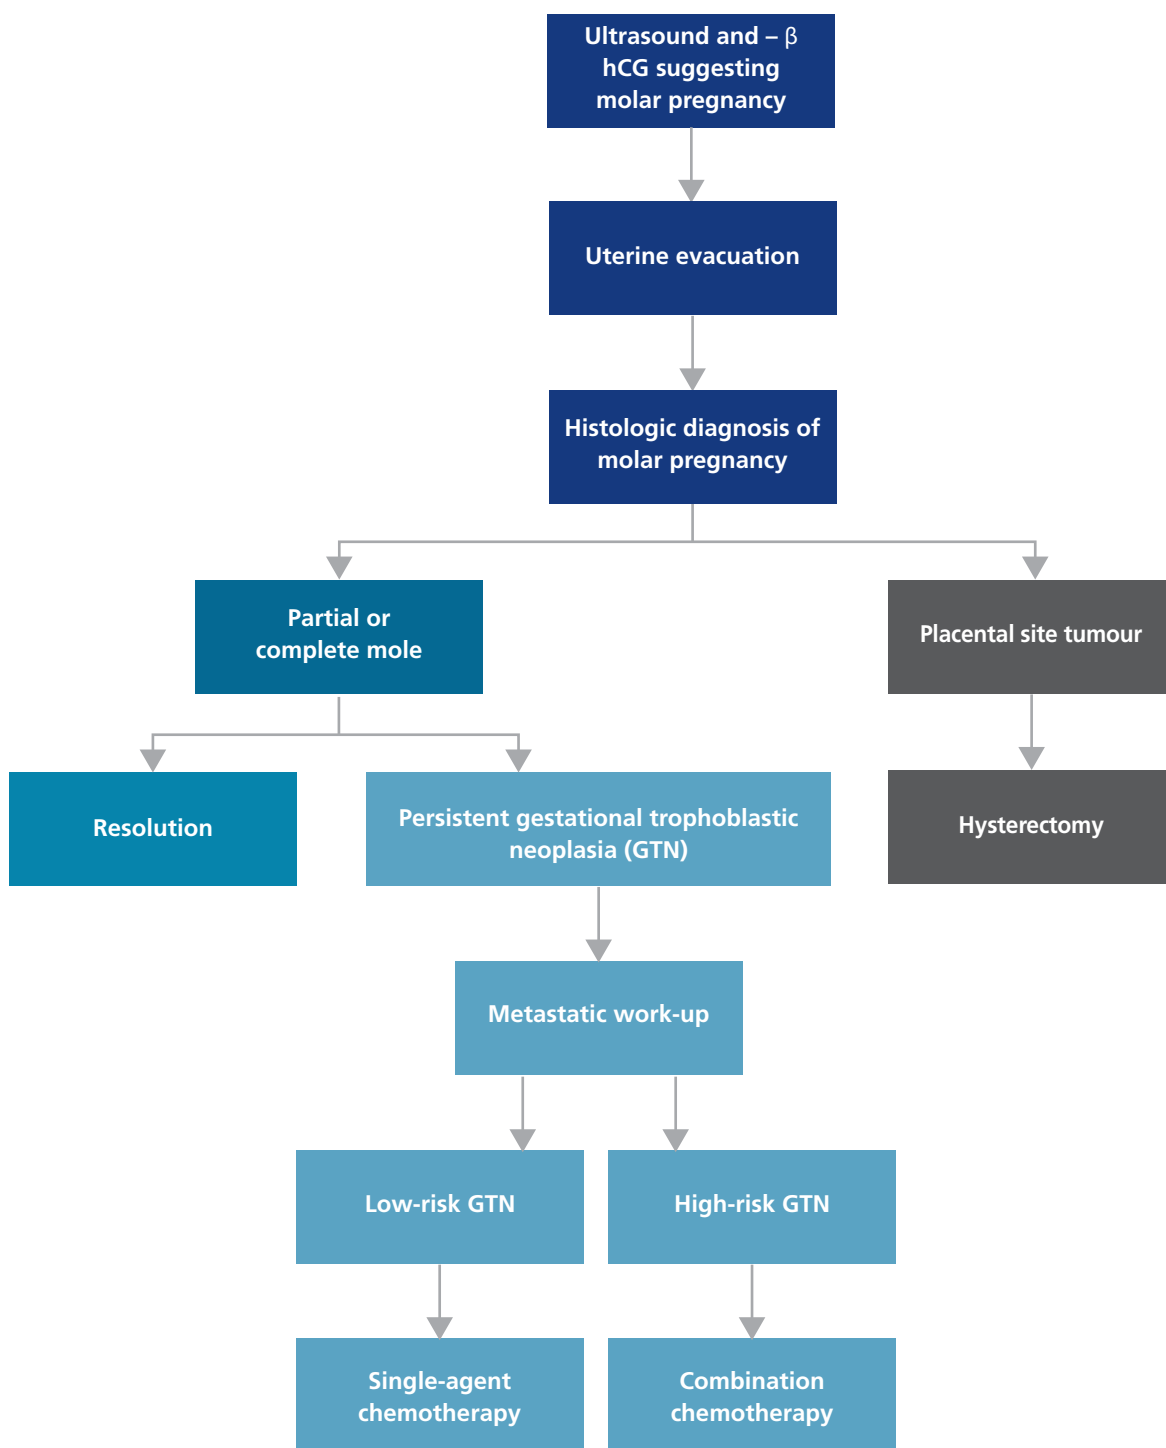 Ultrasound and – β
hCG suggesting
molar pregnancy
Uterine evacuation
Histologic diagnosis of
molar pregnancy
Partial or
complete mole
Placental site tumour
Resolution
Persistent gestational trophoblastic
neoplasia (GTN)
Hysterectomy
Metastatic work-up
Low-risk GTN
High-risk GTN
Single-agent
chemotherapy
Combination
chemotherapy